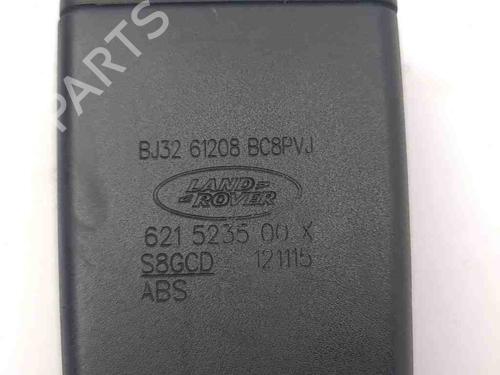 PARTS
BJ32 61208 BC8PVJ
LAND
ROVER
621 5235 00 X
S8GCD 121115
ABS